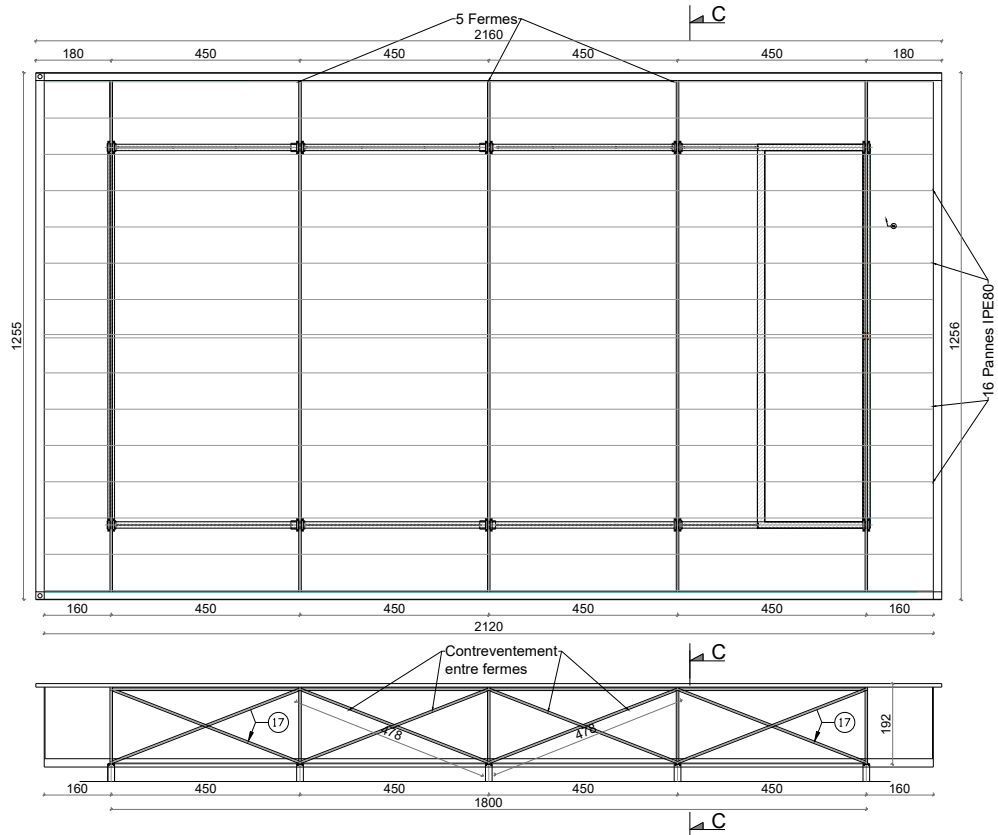 C
5 Fermes
2160
180 450 450 450 450 180
1255
1256
16 Pannes IPE80
160 450 450 450 450 160
2120
C
Contreventement
entre fermes
17
478
478
17
192
160 450 450 450 450 160
1800
C